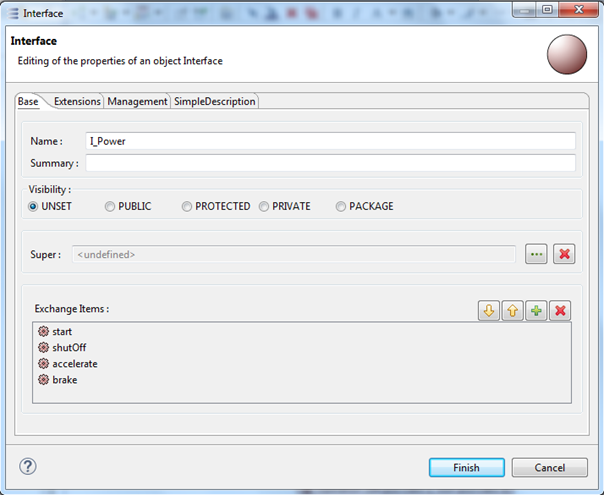 Interface
Interface
Editing of the properties of an object Interface
Base Extensions Management SimpleDescription
Name : I_Power
Summary :
Visibility :
UNSET PUBLIC PROTECTED PRIVATE PACKAGE
Super : <undefined>
Exchange Items :
start
shutOff
accelerate
brake
Finish Cancel